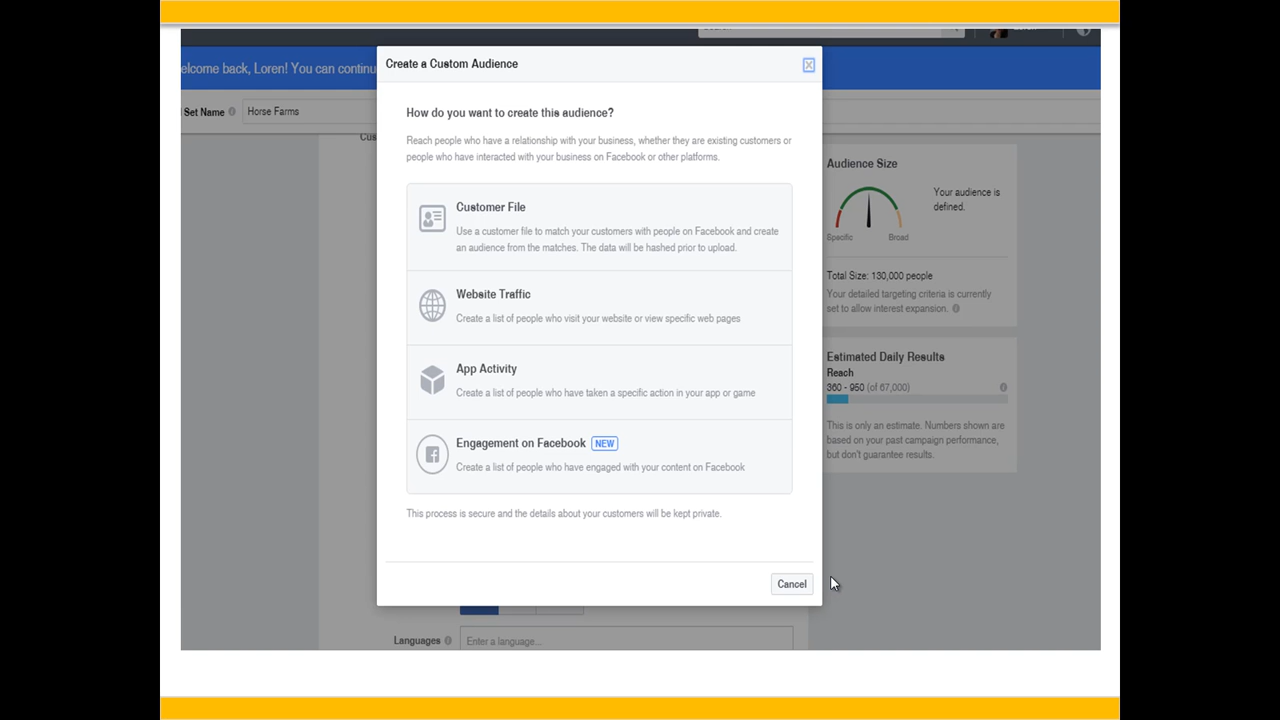 Create a Custom Audience
elcome back, Loren! You can continu
Set Name
Horse Farms
How do you want to create this audience?
Reach people who have a relationship with your business, whether they are existing customers or
people who have interacted with your business on Facebook or other platforms.
Customer File
Use a customer file to match your customers with people on Facebook and create
an audience from the matches. The data will be hashed prior to upload.
Website Traffic
Create a list of people who visit your website or view specific web pages
App Activity
Create a list of people who have taken a specific action in your app or game
Engagement on Facebook NEW
Create a list of people who have engaged with your content on Facebook
This process is secure and the details about your customers will be kept private.
Cancel
Audience Size
Your audience is
defined.
Specific Broad
Total Size: 130,000 people
Your detailed targeting criteria is currently
set to allow interest expansion.
Estimated Daily Results
Reach
360 - 950 (of 67,000)
This is only an estimate. Numbers shown are
based on your past campaign performance,
but don't guarantee results.
Languages
Enter a language...